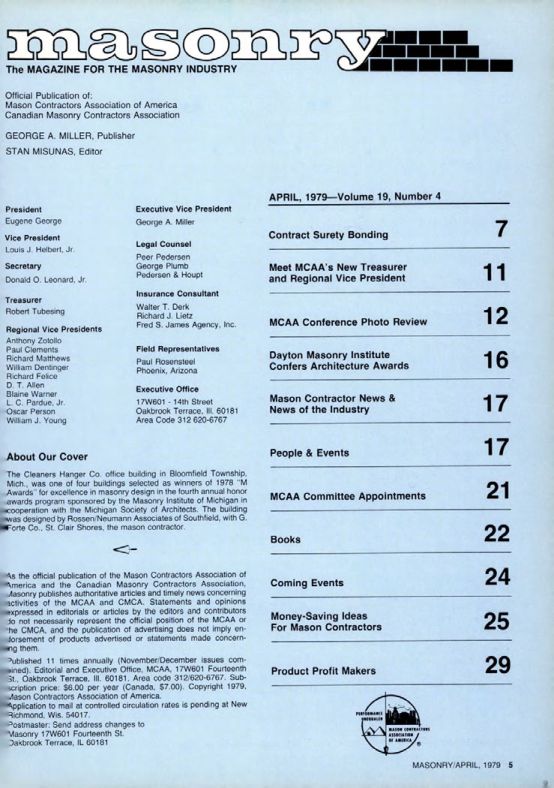 masonry
The MAGAZINE FOR THE MASONRY INDUSTRY
Official Publication of:
Mason Contractors Association of America
Canadian Masonry Contractors Association
GEORGE A. MILLER, Publisher
STAN MISUNAS, Editor
President
Eugene George
Vice President
Louis J. Helbert, Jr.
Secretary
Donald O. Leonard, Jr.
Treasurer
Robert Tubesing
Regional Vice Presidents
Anthony Zotollo
Paul Clements
Richard Matthews
William Dentinger
Richard Felice
D. T. Allen
Blaine Warner
L. C. Pardue, Jr.
Oscar Person
William J. Young
Executive Vice President
George A. Miller
Legal Counsel
Peer Pedersen
George Plumb
Pedersen & Houpt
Insurance Consultant
Walter T. Derk
Richard J. Lietz
Fred S. James Agency, Inc.
Field Representatives
Paul Rosensteel
Phoenix, Arizona
Executive Office
17W601 - 14th Street
Oakbrook Terrace, Ill. 60181
Area Code 312 620-6767
About Our Cover
The Cleaners Hanger Co. office building in Bloomfield Township,
Mich., was one of four buildings selected as winners of 1978 "M
Awards" for excellence in masonry design in the fourth annual honor
awards program sponsored by the Masonry Institute of Michigan in
cooperation with the Michigan Society of Architects. The building
was designed by Rossen/Neumann Associates of Southfield, with G.
Forte Co., St. Clair Shores, the mason contractor.
As the official publication of the Mason Contractors Association of
America and the Canadian Masonry Contractors Association,
Masonry publishes authoritative articles and timely news concerning
activities of the MCAA and CMCA. Statements and opinions
expressed in editorials or articles by the editors and contributors
do not necessarily represent the official position of the MCAA or
the CMCA, and the publication of advertising does not imply en-
dorsement of products advertised or statements made concern-
ing them.
Published 11 times annually (November/December issues com-
bined). Editorial and Executive Office, MCAA, 17W601 Fourteenth
St., Oakbrook Terrace, Ill. 60181. Area code 312/620-6767. Sub-
scription price: $6.00 per year (Canada, $7.00). Copyright 1979,
Mason Contractors Association of America.
Application to mail at controlled circulation rates is pending at New
Richmond, Wis. 54017.
Postmaster: Send address changes to
Masonry 17W601 Fourteenth St.
Oakbrook Terrace, IL 60181
APRIL, 1979—Volume 19, Number 4
Contract Surety Bonding 7
Meet MCAA's New Treasurer
and Regional Vice President 11
MCAA Conference Photo Review 12
Dayton Masonry Institute
Confers Architecture Awards 16
Mason Contractor News &
News of the Industry 17
People & Events 17
MCAA Committee Appointments 21
Books 22
Coming Events 24
Money-Saving Ideas
For Mason Contractors 25
Product Profit Makers 29
MASON CONTRACTORS
ASSOCIATION
OF AMERICA
MASONRY/APRIL, 1979 5